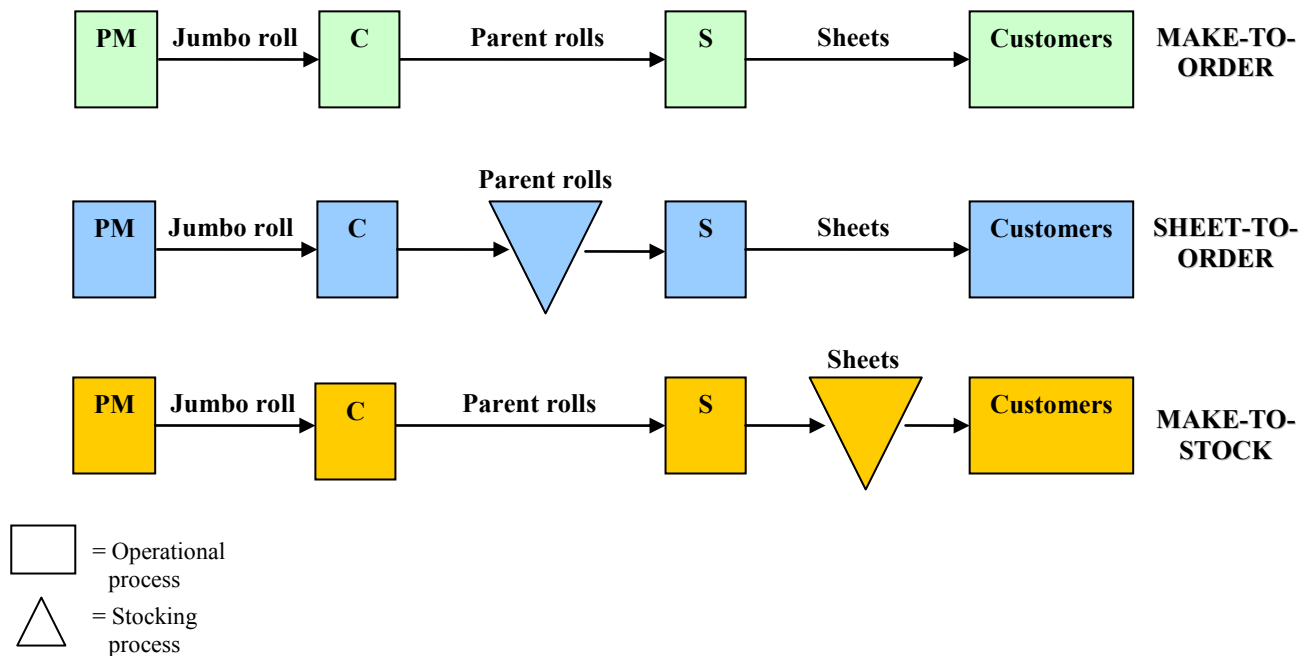 PM
Jumbo roll
C
Parent rolls
S
Sheets
Customers
MAKE-TO-
ORDER
PM
Jumbo roll
C
Parent rolls
S
Sheets
Customers
SHEET-TO-
ORDER
PM
Jumbo roll
C
Parent rolls
S
Sheets
Customers
MAKE-TO-
STOCK
= Operational
process
= Stocking
process